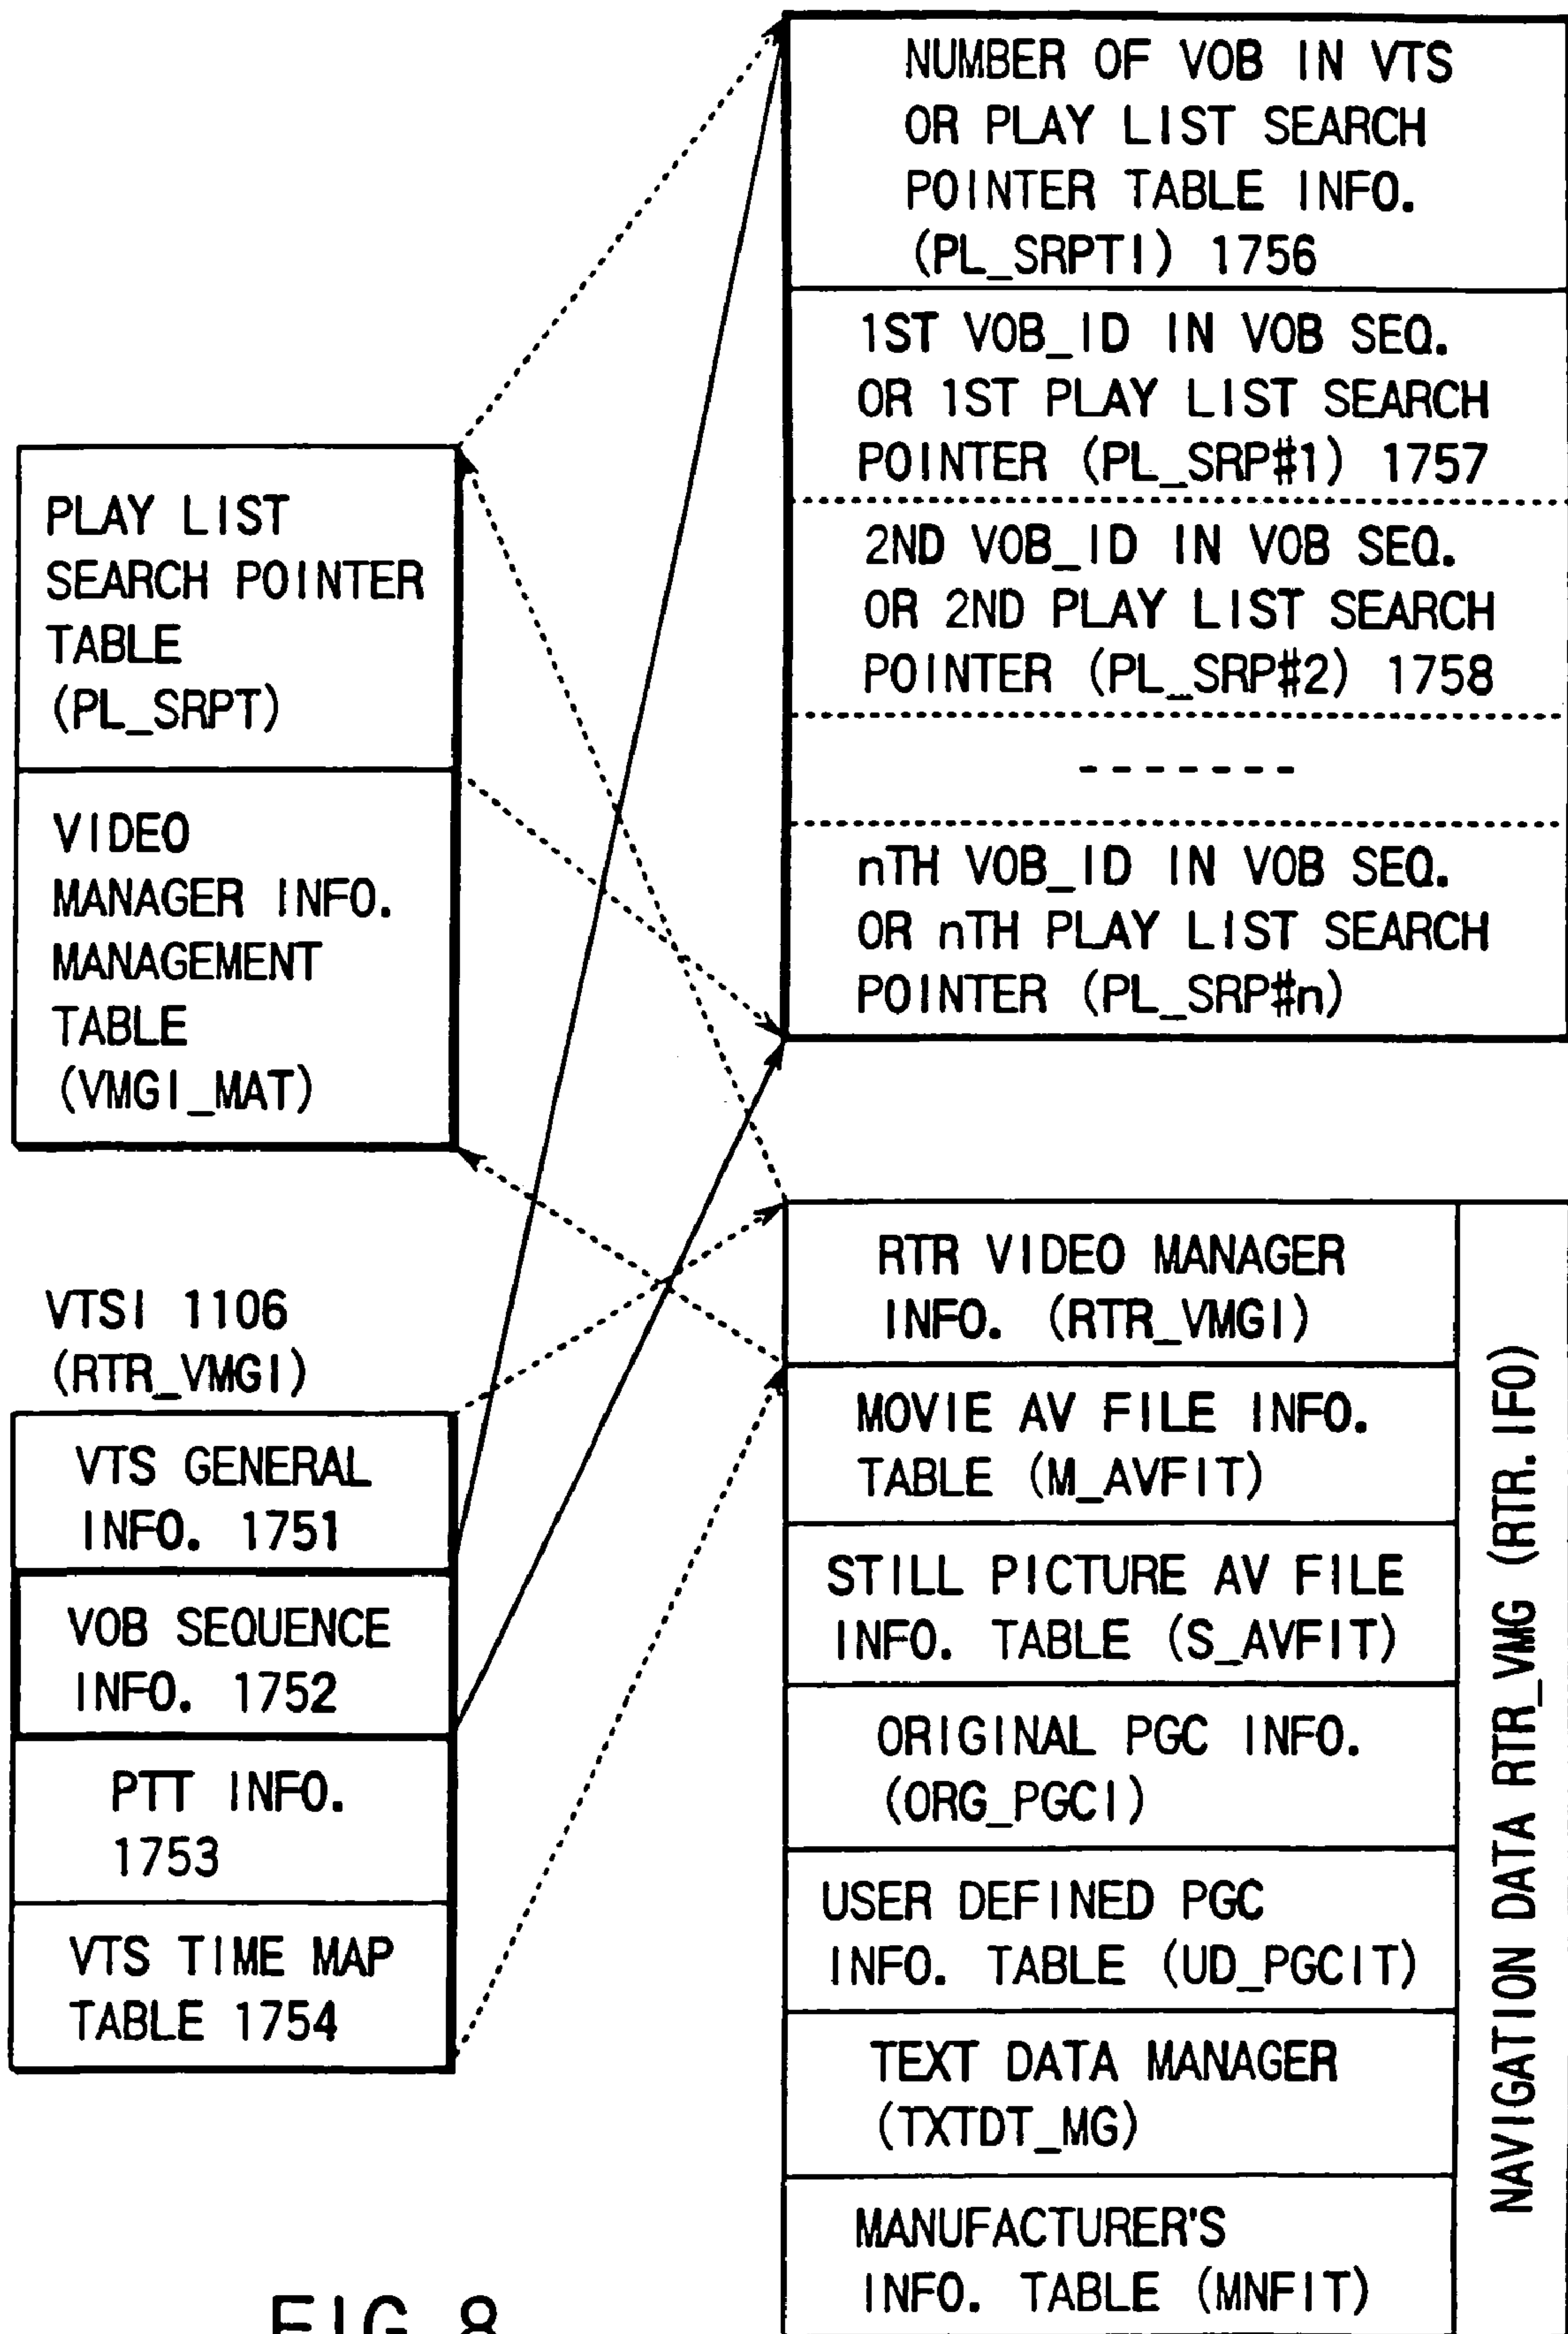 NUMBER OF VOB IN VTS
OR PLAY LIST SEARCH
POINTER TABLE INFO.
(PL_SRPTI) 1756
1ST VOB_ID IN VOB SEQ.
OR 1ST PLAY LIST SEARCH
POINTER (PL_SRP#1) 1757
2ND VOB_ID IN VOB SEQ.
OR 2ND PLAY LIST SEARCH
POINTER (PL_SRP#2) 1758
-------
nTH VOB_ID IN VOB SEQ.
OR nTH PLAY LIST SEARCH
POINTER (PL_SRP#n)
PLAY LIST
SEARCH POINTER
TABLE
(PL_SRPT)
VIDEO
MANAGER INFO.
MANAGEMENT
TABLE
(VMGI_MAT)
VTSI 1106
(RTR_VMGI)
VTS GENERAL
INFO. 1751
VOB SEQUENCE
INFO. 1752
PTT INFO.
1753
VTS TIME MAP
TABLE 1754
RTR VIDEO MANAGER
INFO. (RTR_VMGI)
MOVIE AV FILE INFO.
TABLE (M_AVFIT)
STILL PICTURE AV FILE
INFO. TABLE (S_AVFIT)
ORIGINAL PGC INFO.
(ORG_PGCI)
USER DEFINED PGC
INFO. TABLE (UD_PGCIT)
TEXT DATA MANAGER
(TXTDT_MG)
MANUFACTURER'S
INFO. TABLE (MNFIT)
NAVIGATION DATA RTR_VMG (RTR. IFO)
FIG. 8